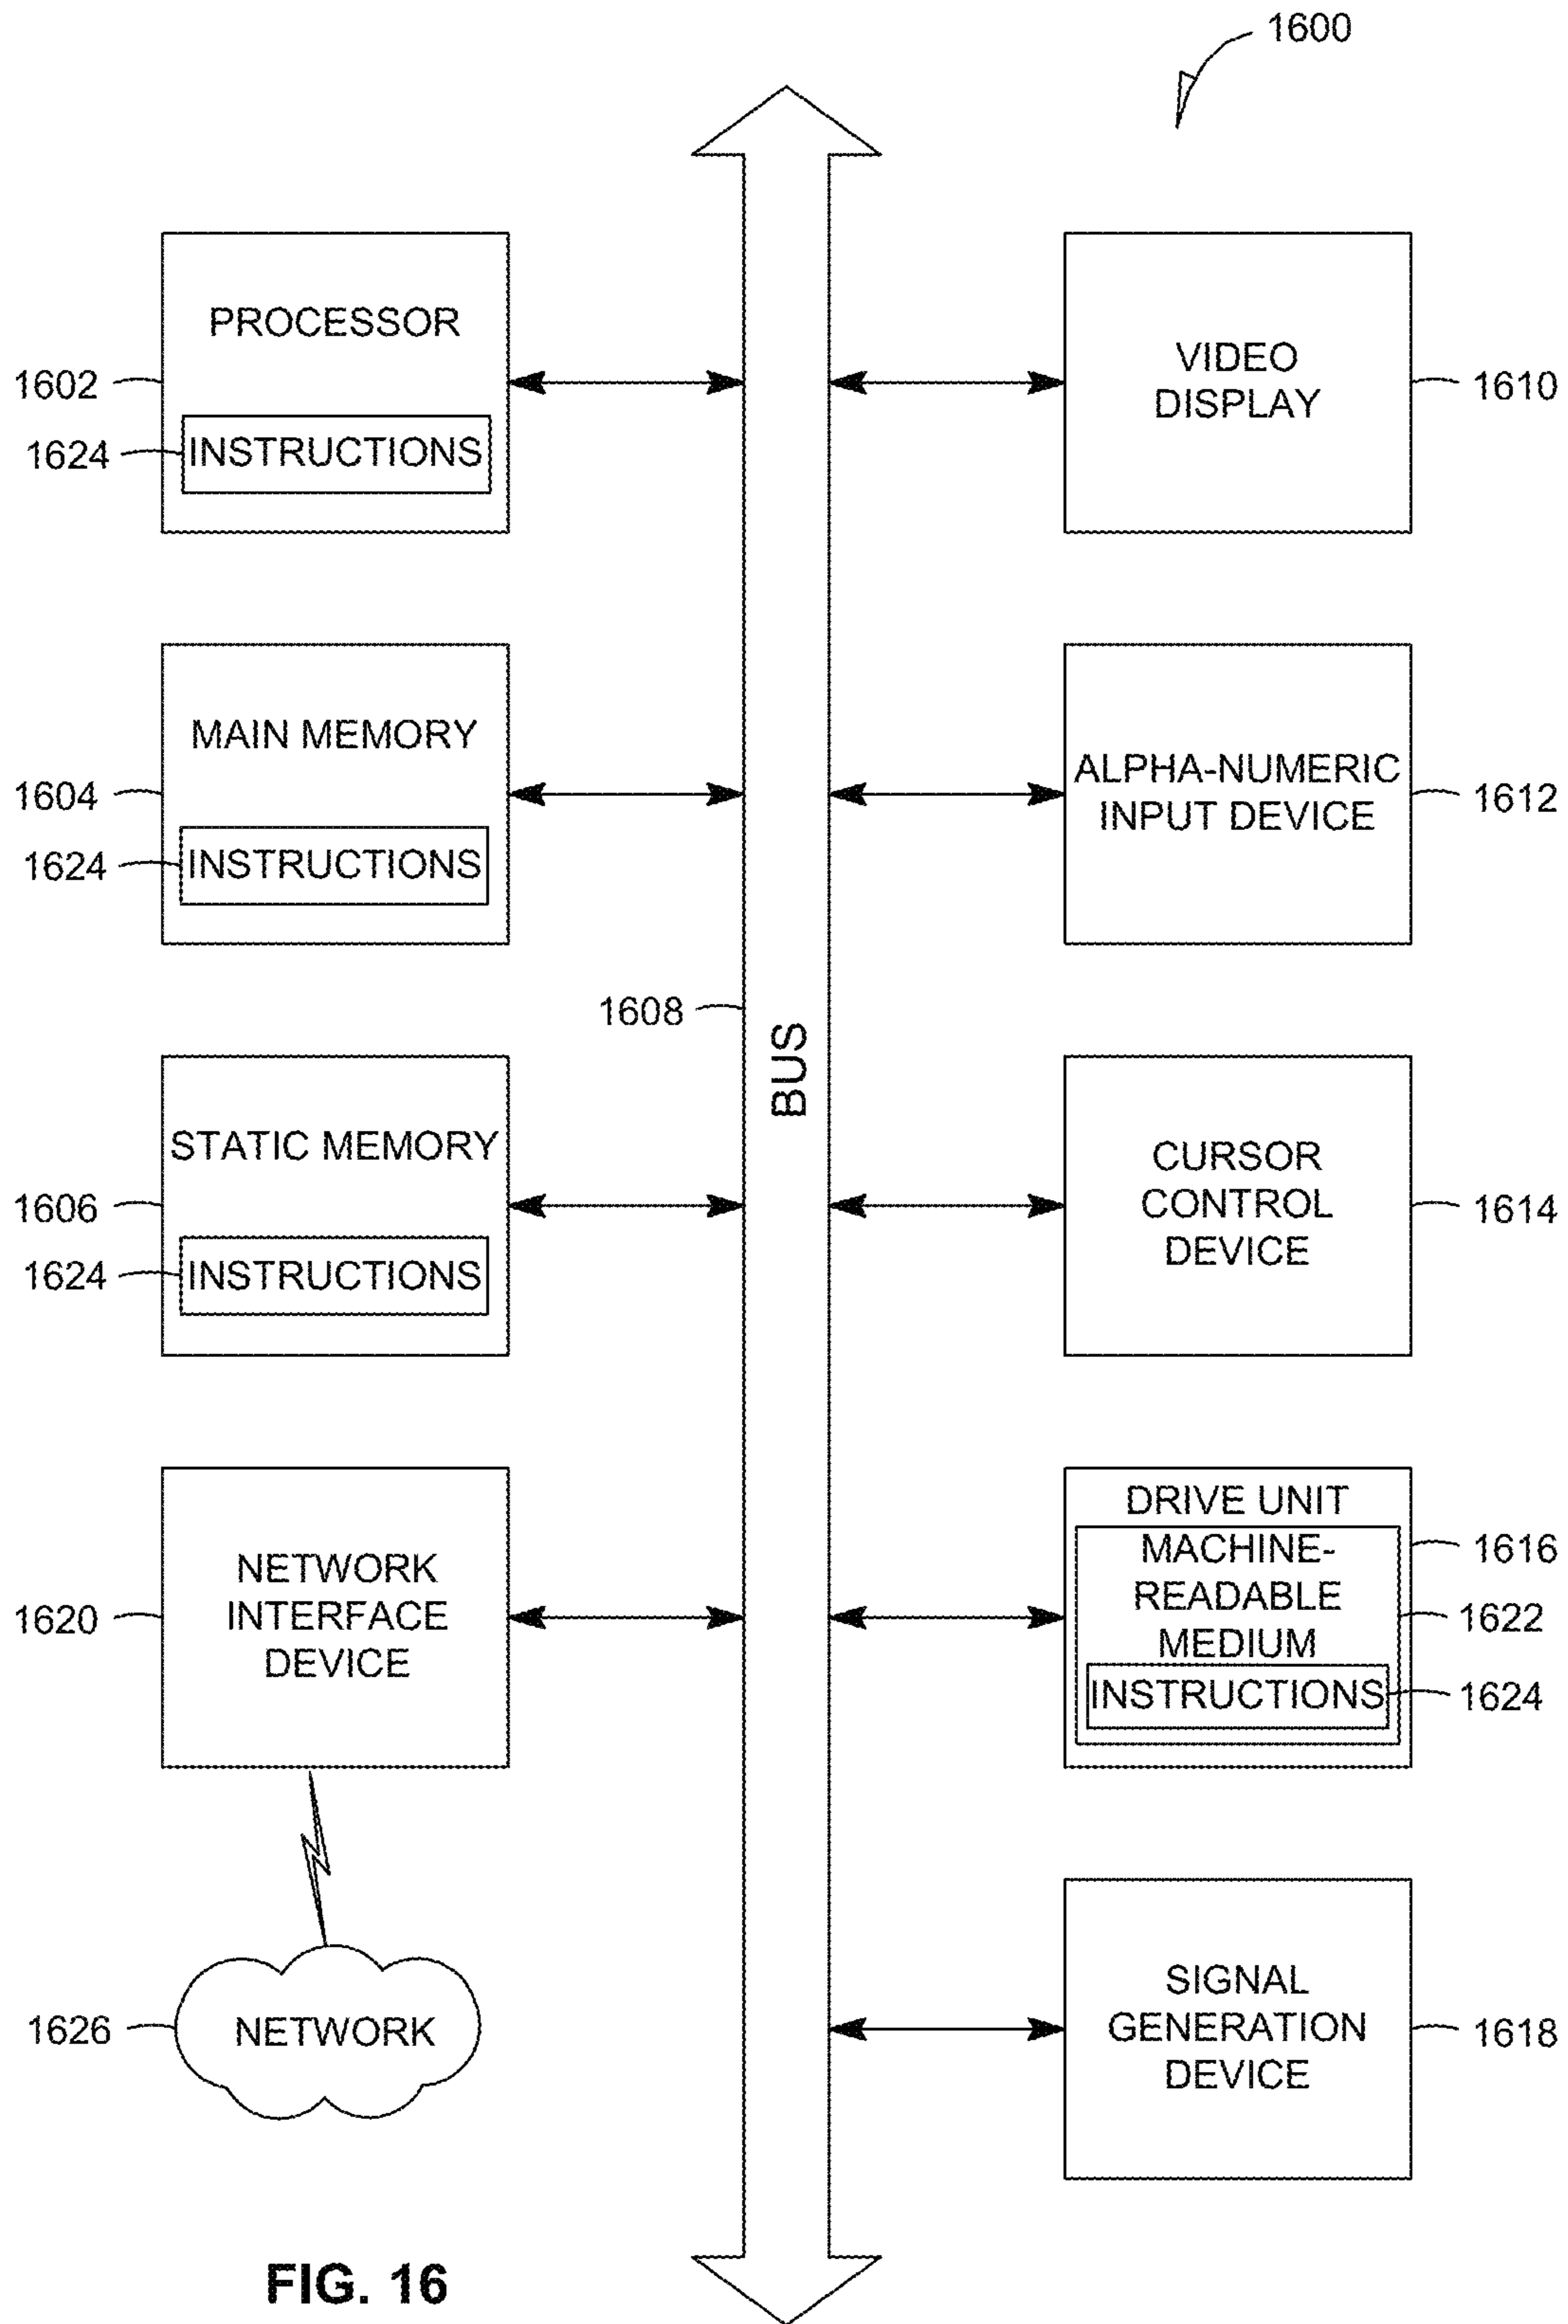 1600
PROCESSOR
1602
1624
INSTRUCTIONS
VIDEO
DISPLAY
1610
MAIN MEMORY
1604
1624
INSTRUCTIONS
ALPHA-NUMERIC
INPUT DEVICE
1612
1608
BUS
STATIC MEMORY
1606
1624
INSTRUCTIONS
CURSOR
CONTROL
DEVICE
1614
NETWORK
INTERFACE
DEVICE
1620
DRIVE UNIT
MACHINE-
READABLE
MEDIUM
INSTRUCTIONS
1616
1622
1624
1626
NETWORK
SIGNAL
GENERATION
DEVICE
1618
FIG. 16